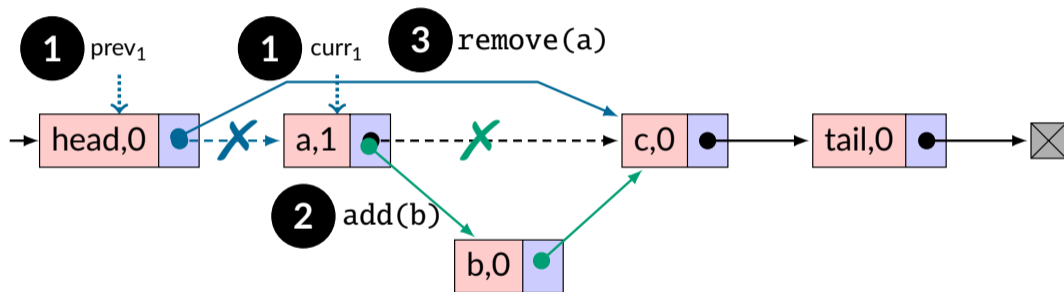 1 prev1 1 curr1 3 remove(a)
head,0 a,1 c,0 tail,0
2 add(b)
b,0